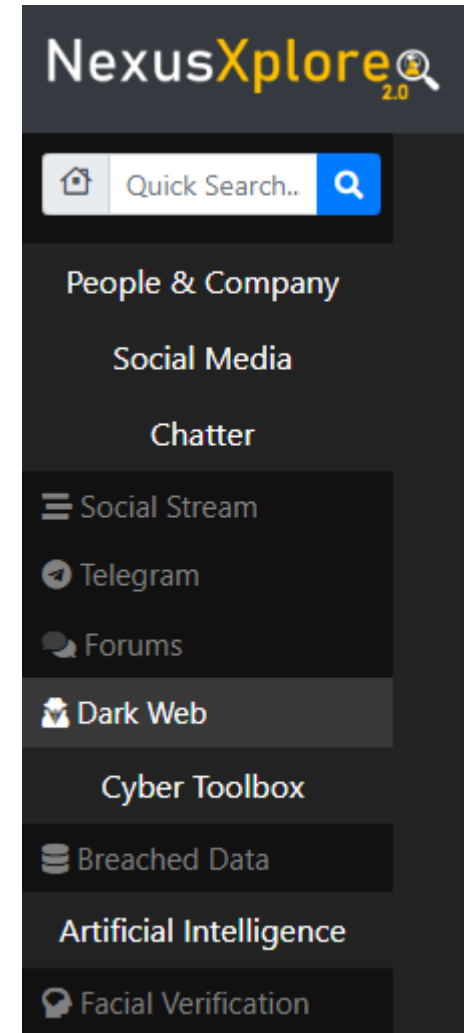 NexusXplore
2.0
Quick Search..
People & Company
Social Media
Chatter
Social Stream
Telegram
Forums
Dark Web
Cyber Toolbox
Breached Data
Artificial Intelligence
Facial Verification